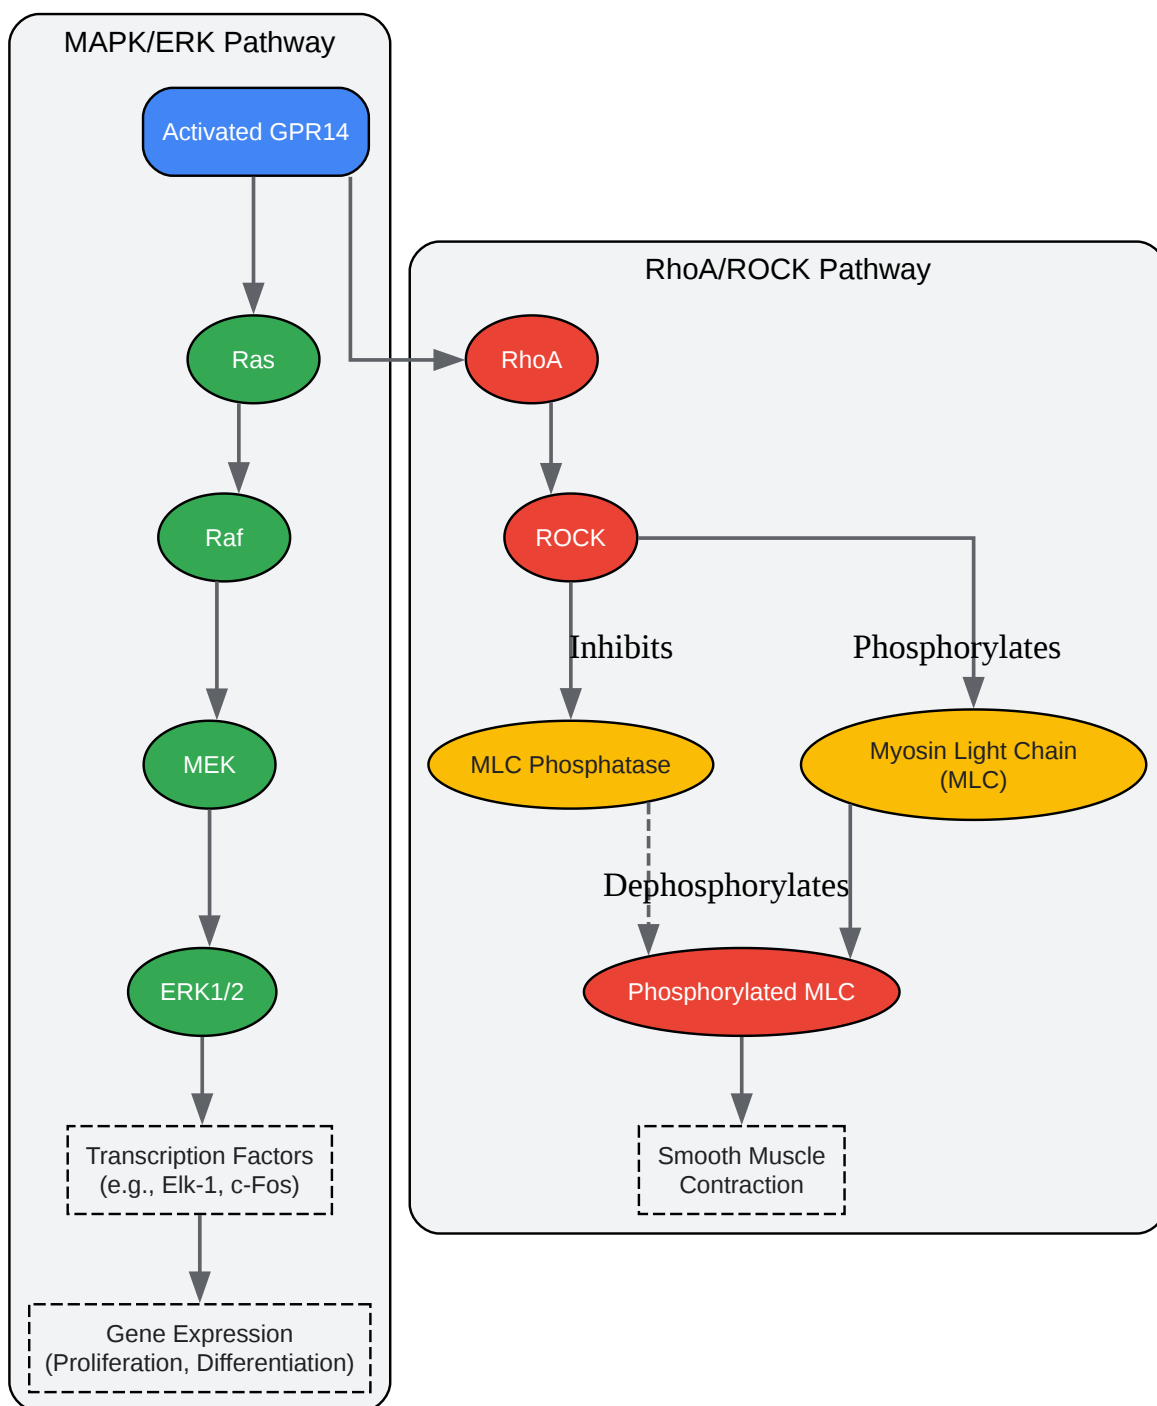 MAPK/ERK Pathway
Activated GPR14
Ras
Raf
MEK
ERK1/2
Transcription Factors
(e.g., Elk-1, c-Fos)
Gene Expression
(Proliferation, Differentiation)
RhoA/ROCK Pathway
RhoA
ROCK
Inhibits
Phosphorylates
MLC Phosphatase
Myosin Light Chain
(MLC)
Dephosphorylates
Phosphorylated MLC
Smooth Muscle
Contraction